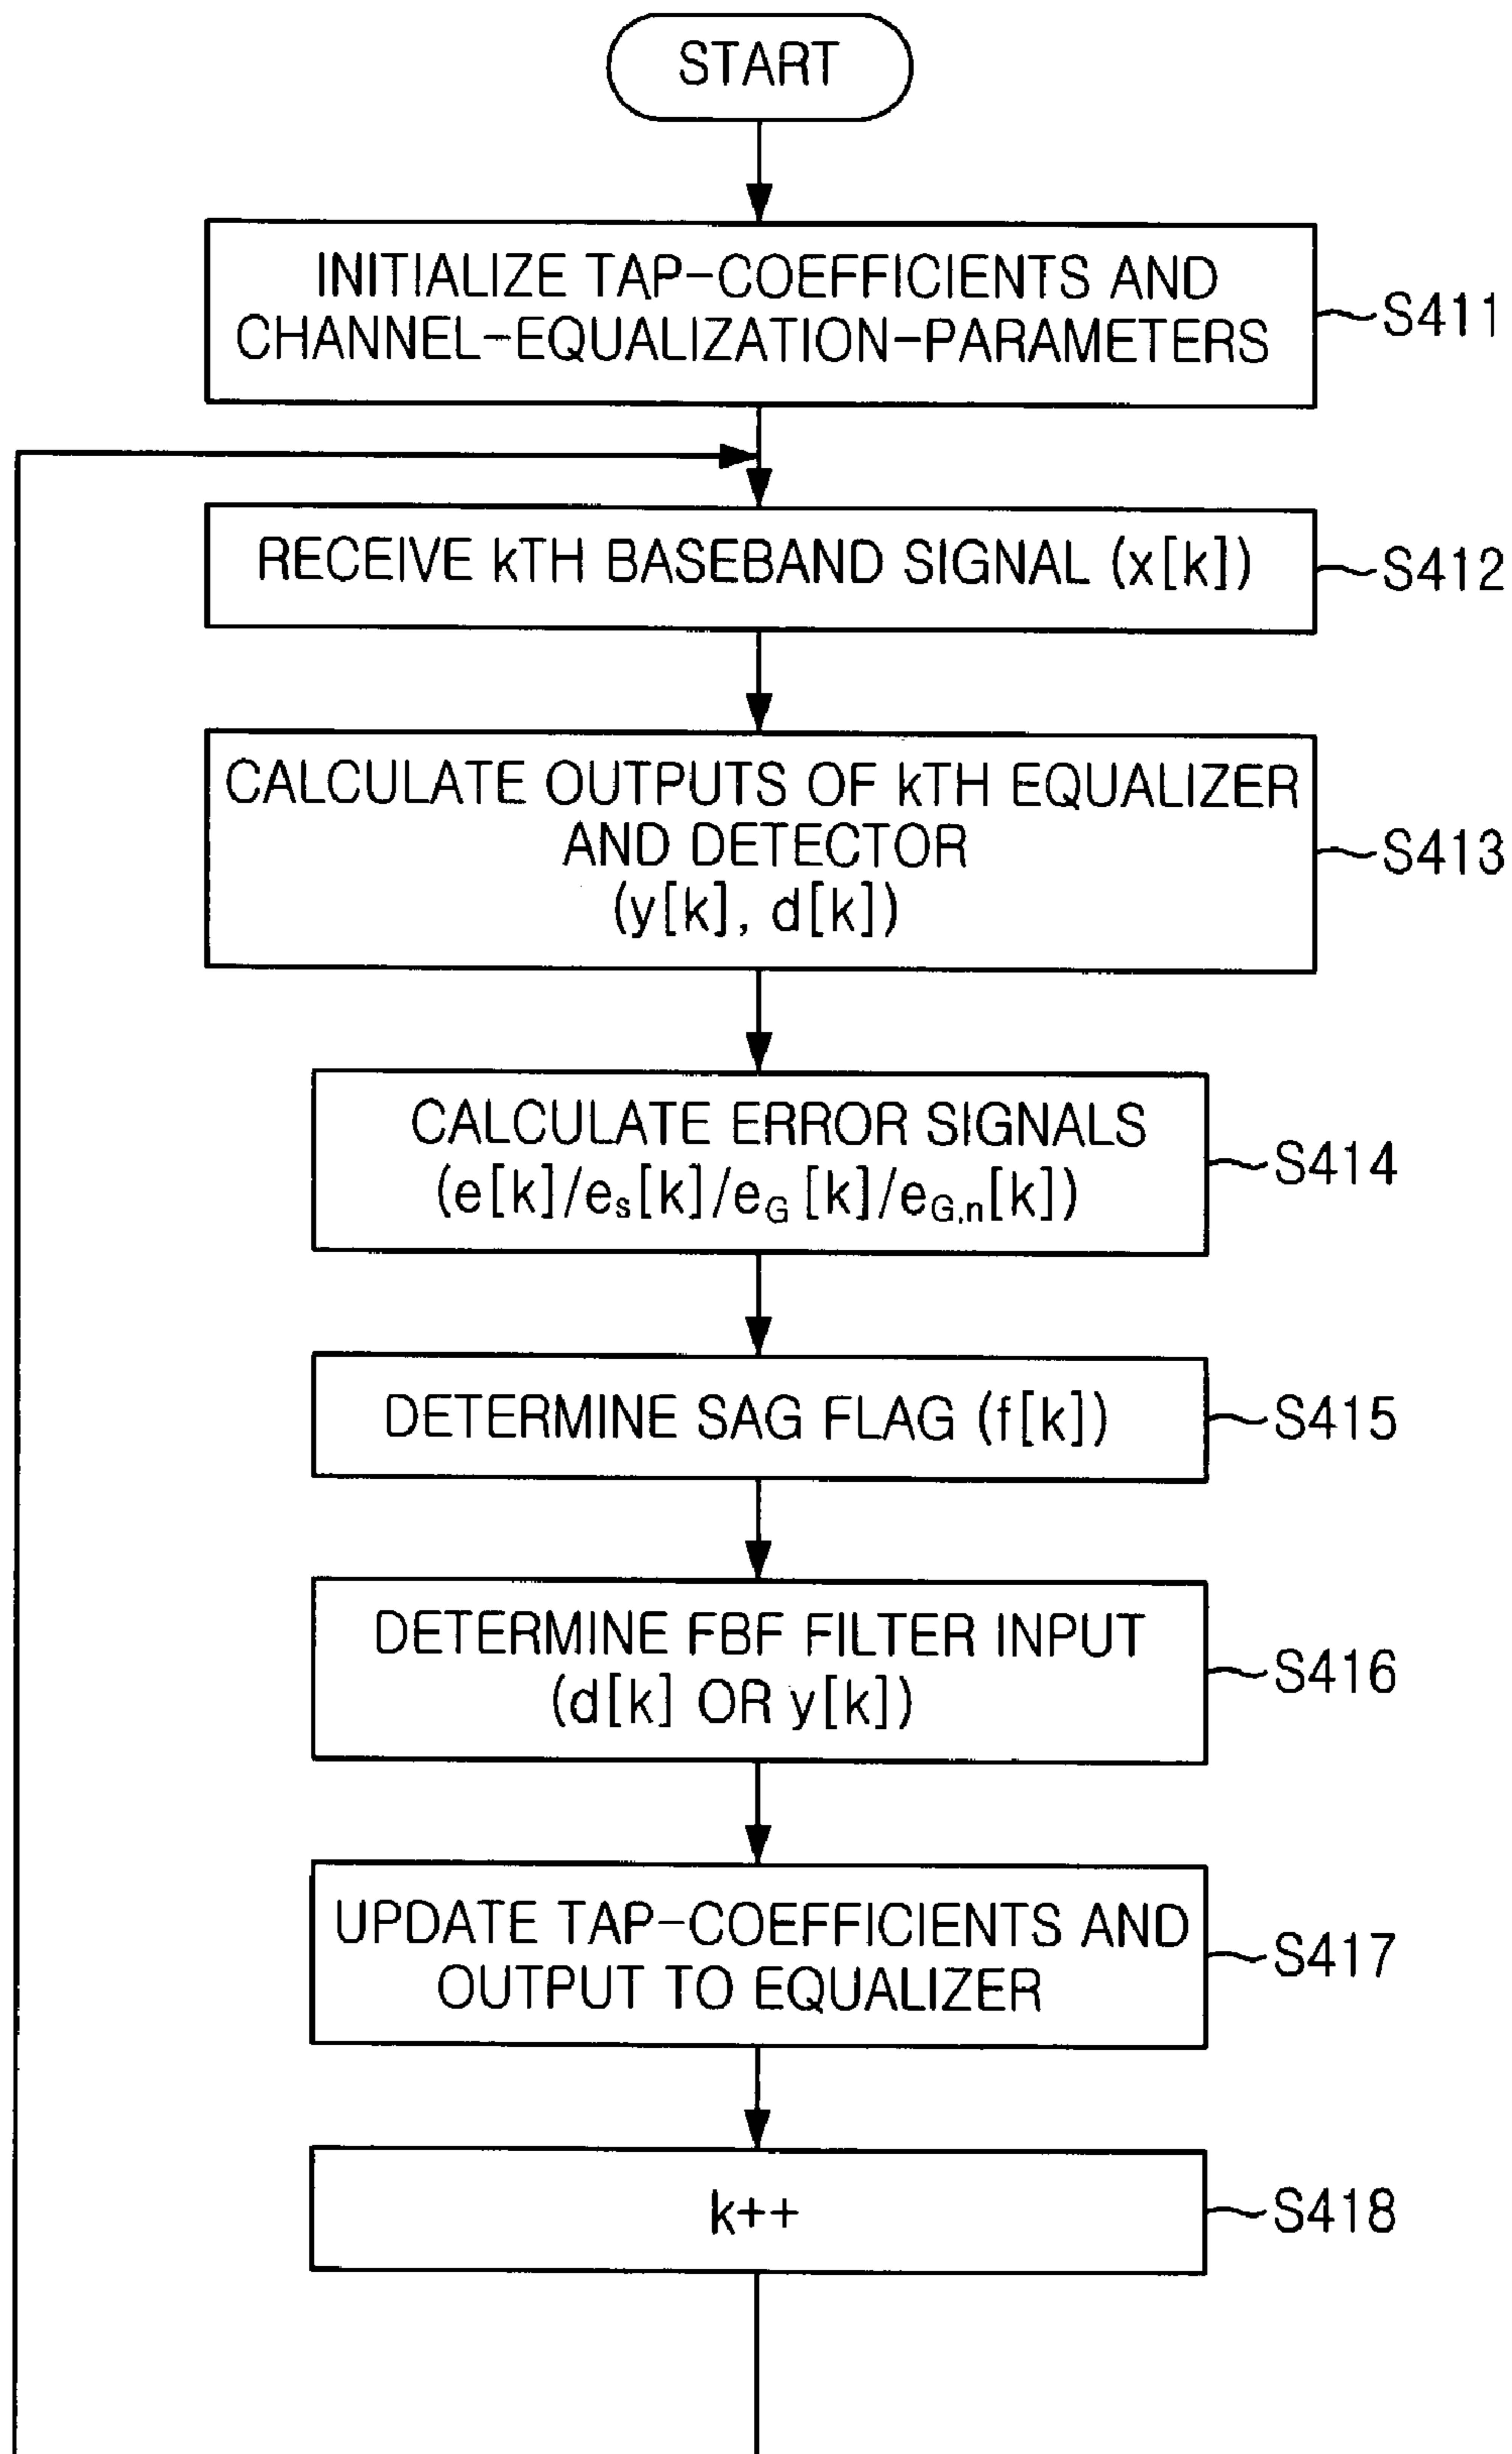 START
INITIALIZE TAP-COEFFICIENTS AND
CHANNEL-EQUALIZATION-PARAMETERS
S411
RECEIVE kTH BASEBAND SIGNAL (x[k])
S412
CALCULATE OUTPUTS OF kTH EQUALIZER
AND DETECTOR
(y[k], d[k])
S413
CALCULATE ERROR SIGNALS
(e[k]/eₛ[k]/e_G [k]/e_G,n[k])
S414
DETERMINE SAG FLAG (f[k])
S415
DETERMINE FBF FILTER INPUT
(d[k] OR y[k])
S416
UPDATE TAP-COEFFICIENTS AND
OUTPUT TO EQUALIZER
S417
k++
S418